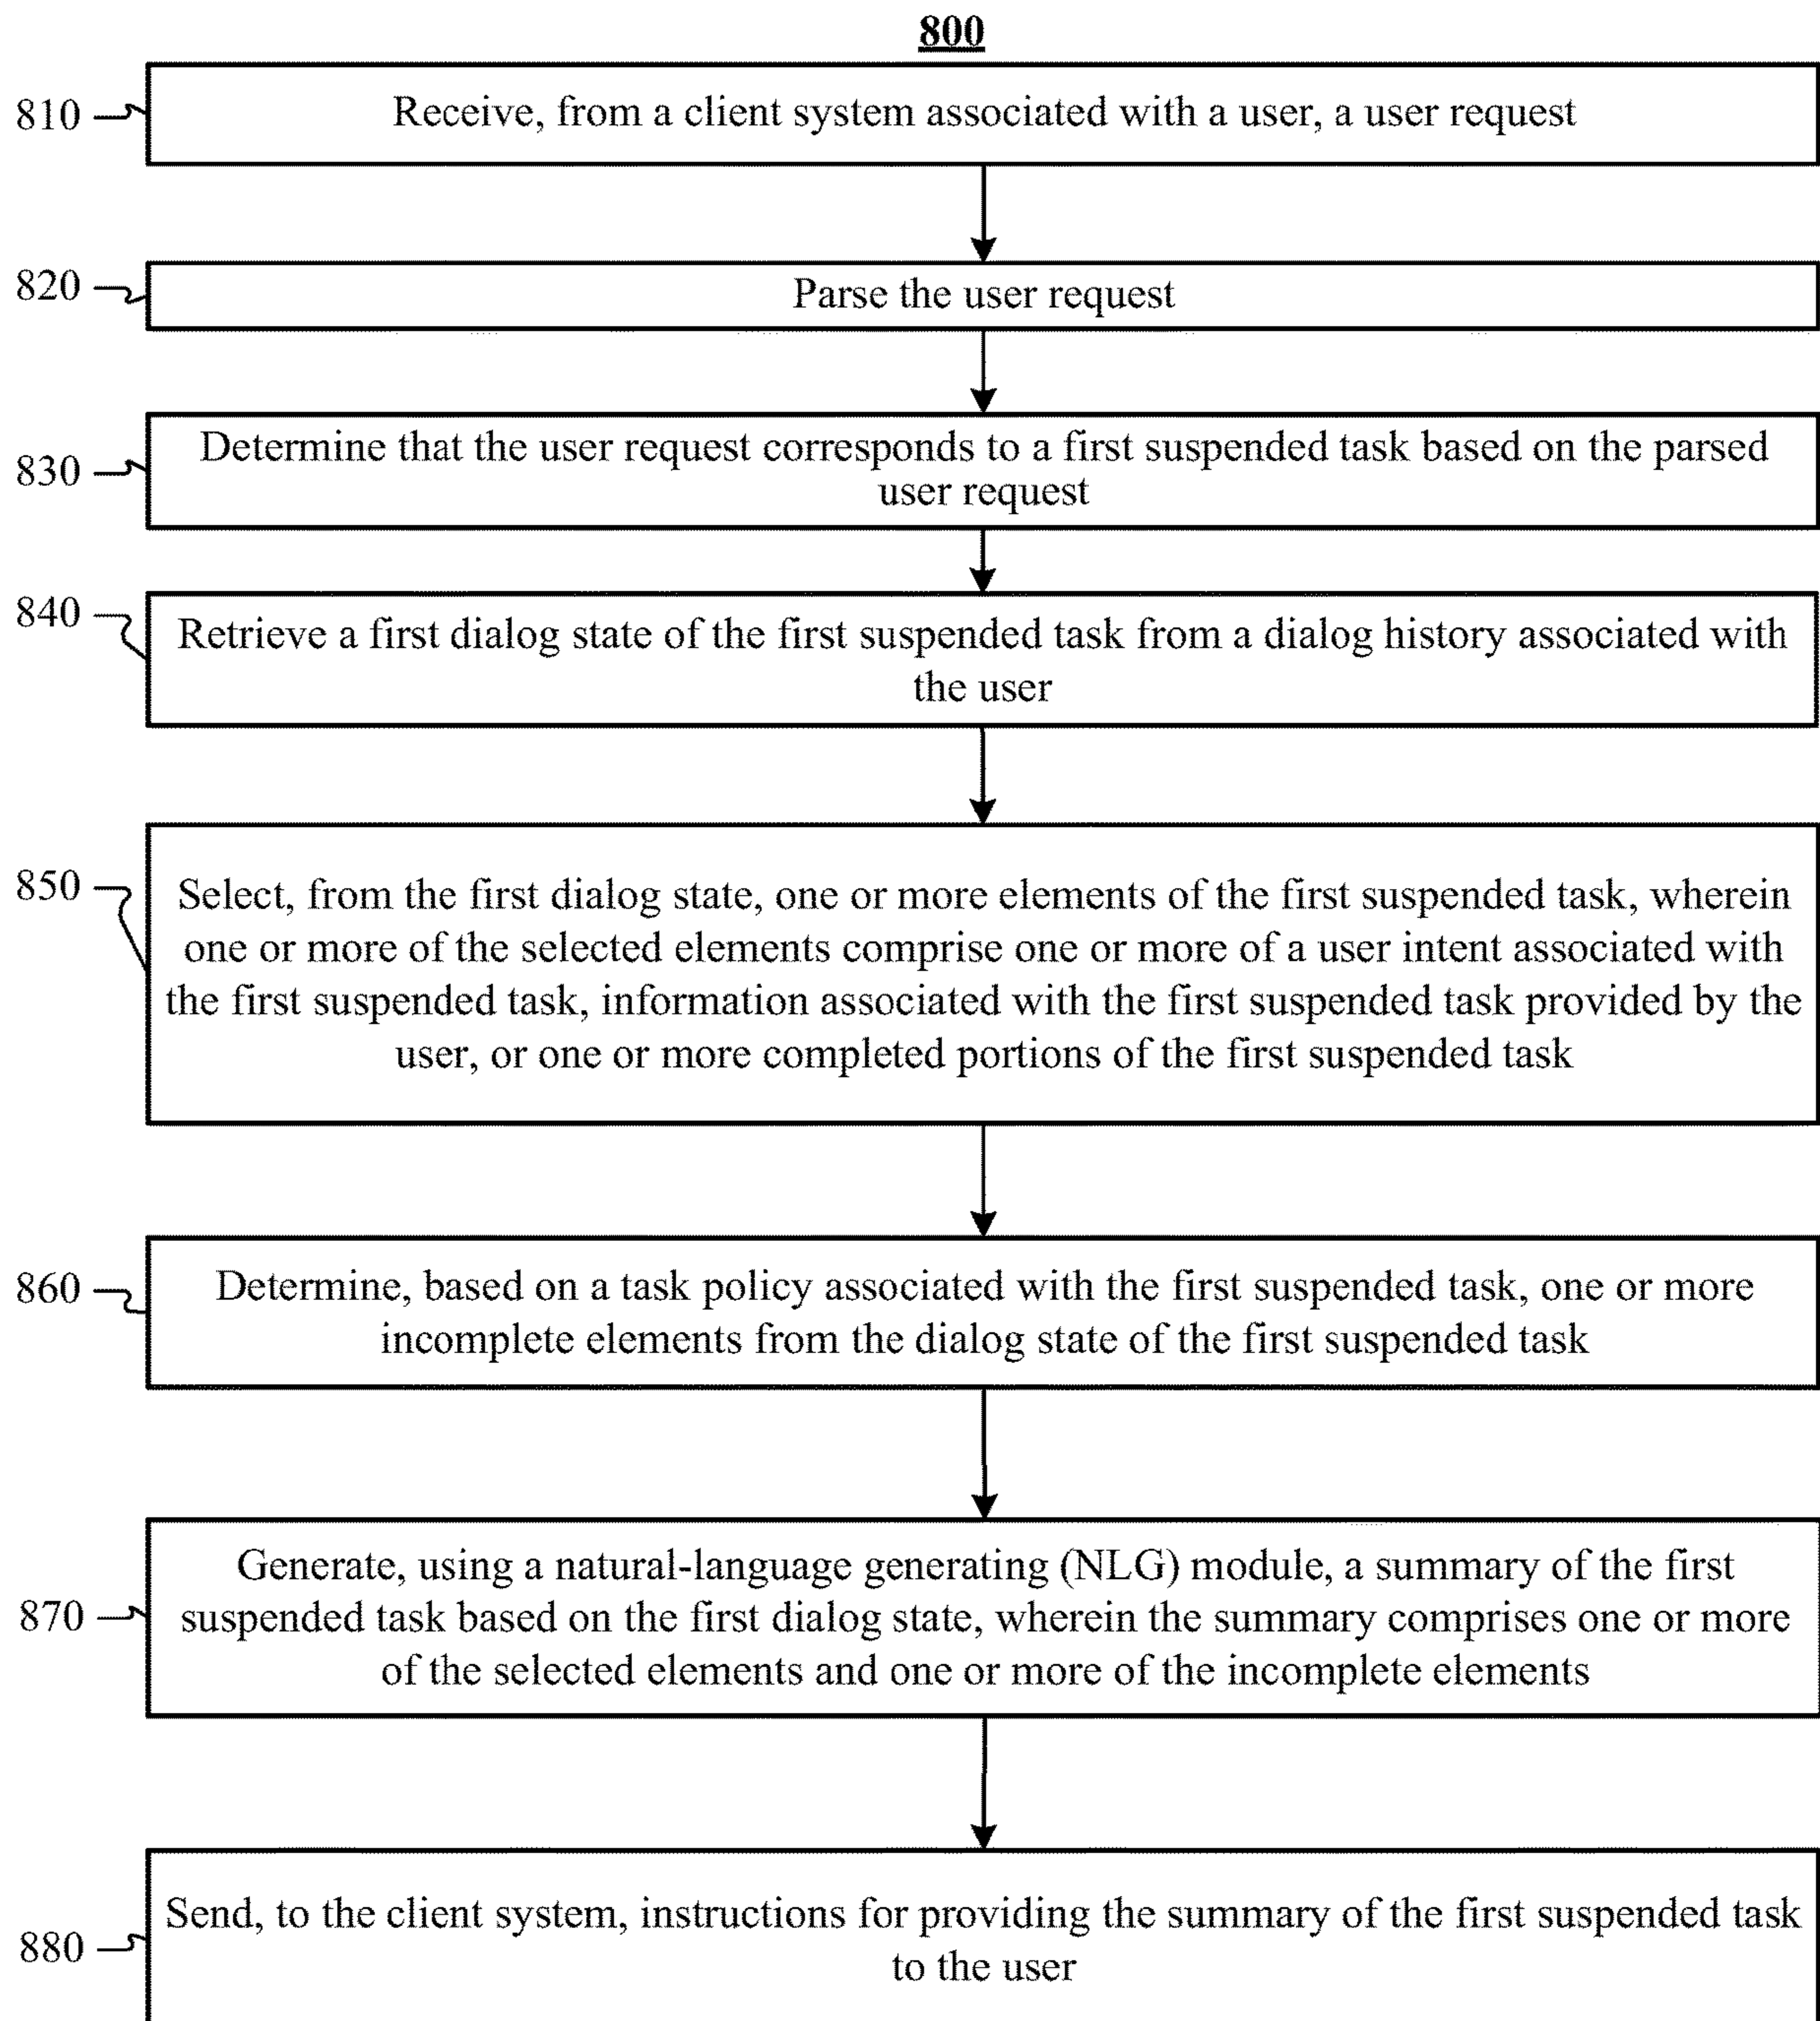 800
810
Receive, from a client system associated with a user, a user request
820
Parse the user request
830
Determine that the user request corresponds to a first suspended task based on the parsed
user request
840
Retrieve a first dialog state of the first suspended task from a dialog history associated with
the user
850
Select, from the first dialog state, one or more elements of the first suspended task, wherein
one or more of the selected elements comprise one or more of a user intent associated with
the first suspended task, information associated with the first suspended task provided by the
user, or one or more completed portions of the first suspended task
860
Determine, based on a task policy associated with the first suspended task, one or more
incomplete elements from the dialog state of the first suspended task
870
Generate, using a natural-language generating (NLG) module, a summary of the first
suspended task based on the first dialog state, wherein the summary comprises one or more
of the selected elements and one or more of the incomplete elements
880
Send, to the client system, instructions for providing the summary of the first suspended task
to the user